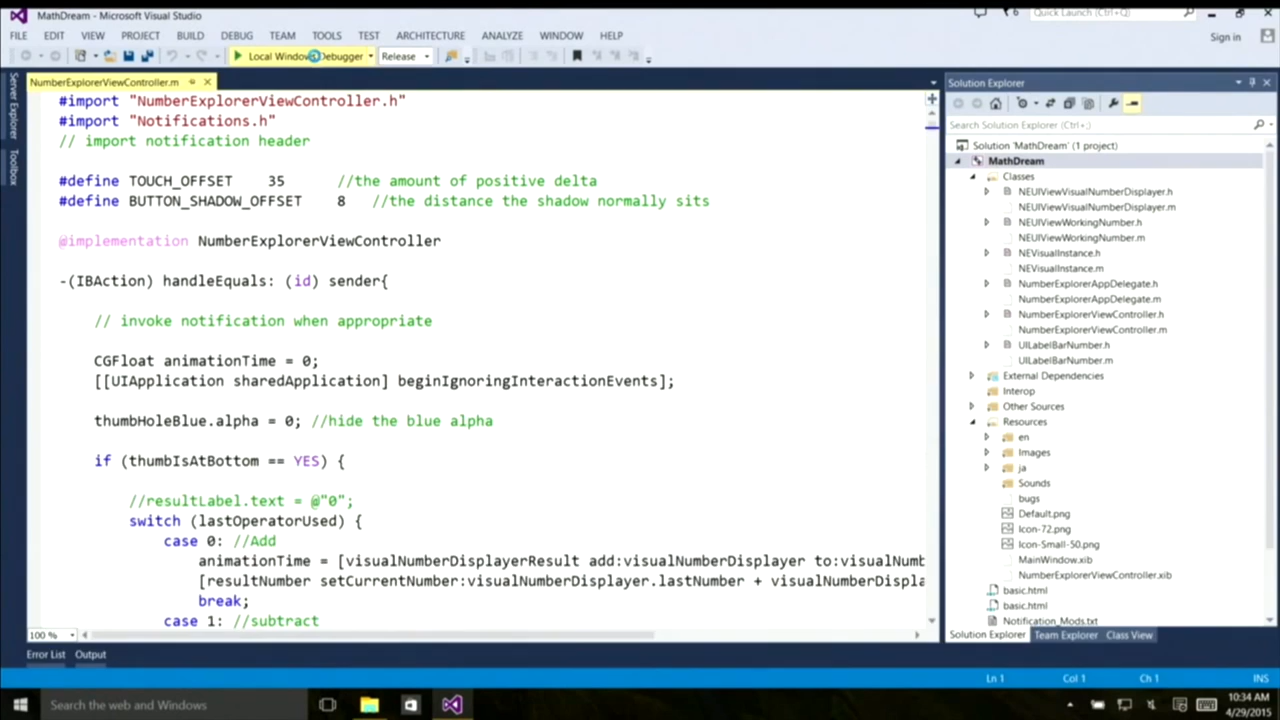 MathDream - Microsoft Visual Studio
6
Quick Launch (Ctrl+Q)
FILE EDIT VIEW PROJECT BUILD DEBUG TEAM TOOLS TEST ARCHITECTURE ANALYZE WINDOW HELP
Sign in
Local Windows Debugger
Release
Server Explorer
Toolbox
NumberExplorerViewController.m
#import "NumberExplorerViewController.h"
#import "Notifications.h"
// import notification header
#define TOUCH_OFFSET 35 //the amount of positive delta
#define BUTTON_SHADOW_OFFSET 8 //the distance the shadow normally sits
@implementation NumberExplorerViewController
-(IBAction) handleEquals: (id) sender{
// invoke notification when appropriate
CGFloat animationTime = 0;
[[UIApplication sharedApplication] beginIgnoringInteractionEvents];
thumbHoleBlue.alpha = 0; //hide the blue alpha
if (thumbIsAtBottom == YES) {
//resultLabel.text = @"0";
switch (lastOperatorUsed) {
case 0: //Add
animationTime = [visualNumberDisplayerResult add:visualNumberDisplayer to:visualNumb
[resultNumber setCurrentNumber:visualNumberDisplayer.lastNumber + visualNumberDispla
break;
case 1: //subtract
100 %
Solution Explorer
Search Solution Explorer (Ctrl+;)
Solution 'MathDream' (1 project)
MathDream
Classes
NEUIViewVisualNumberDisplayer.h
NEUIViewVisualNumberDisplayer.m
NEUIViewWorkingNumber.h
NEUIViewWorkingNumber.m
NEVisualInstance.h
NEVisualInstance.m
NumberExplorerAppDelegate.h
NumberExplorerAppDelegate.m
NumberExplorerViewController.h
NumberExplorerViewController.m
UILabelBarNumber.h
UILabelBarNumber.m
External Dependencies
Interop
Other Sources
Resources
en
Images
ja
Sounds
bugs
Default.png
Icon-72.png
Icon-Small-50.png
MainWindow.xib
NumberExplorerViewController.xib
basic.html
basic.html
Notification_Mods.txt
Solution Explorer Team Explorer Class View
Error List Output
Ln 1 Col 1 Ch 1 INS
Search the web and Windows
10:34 AM
4/29/2015